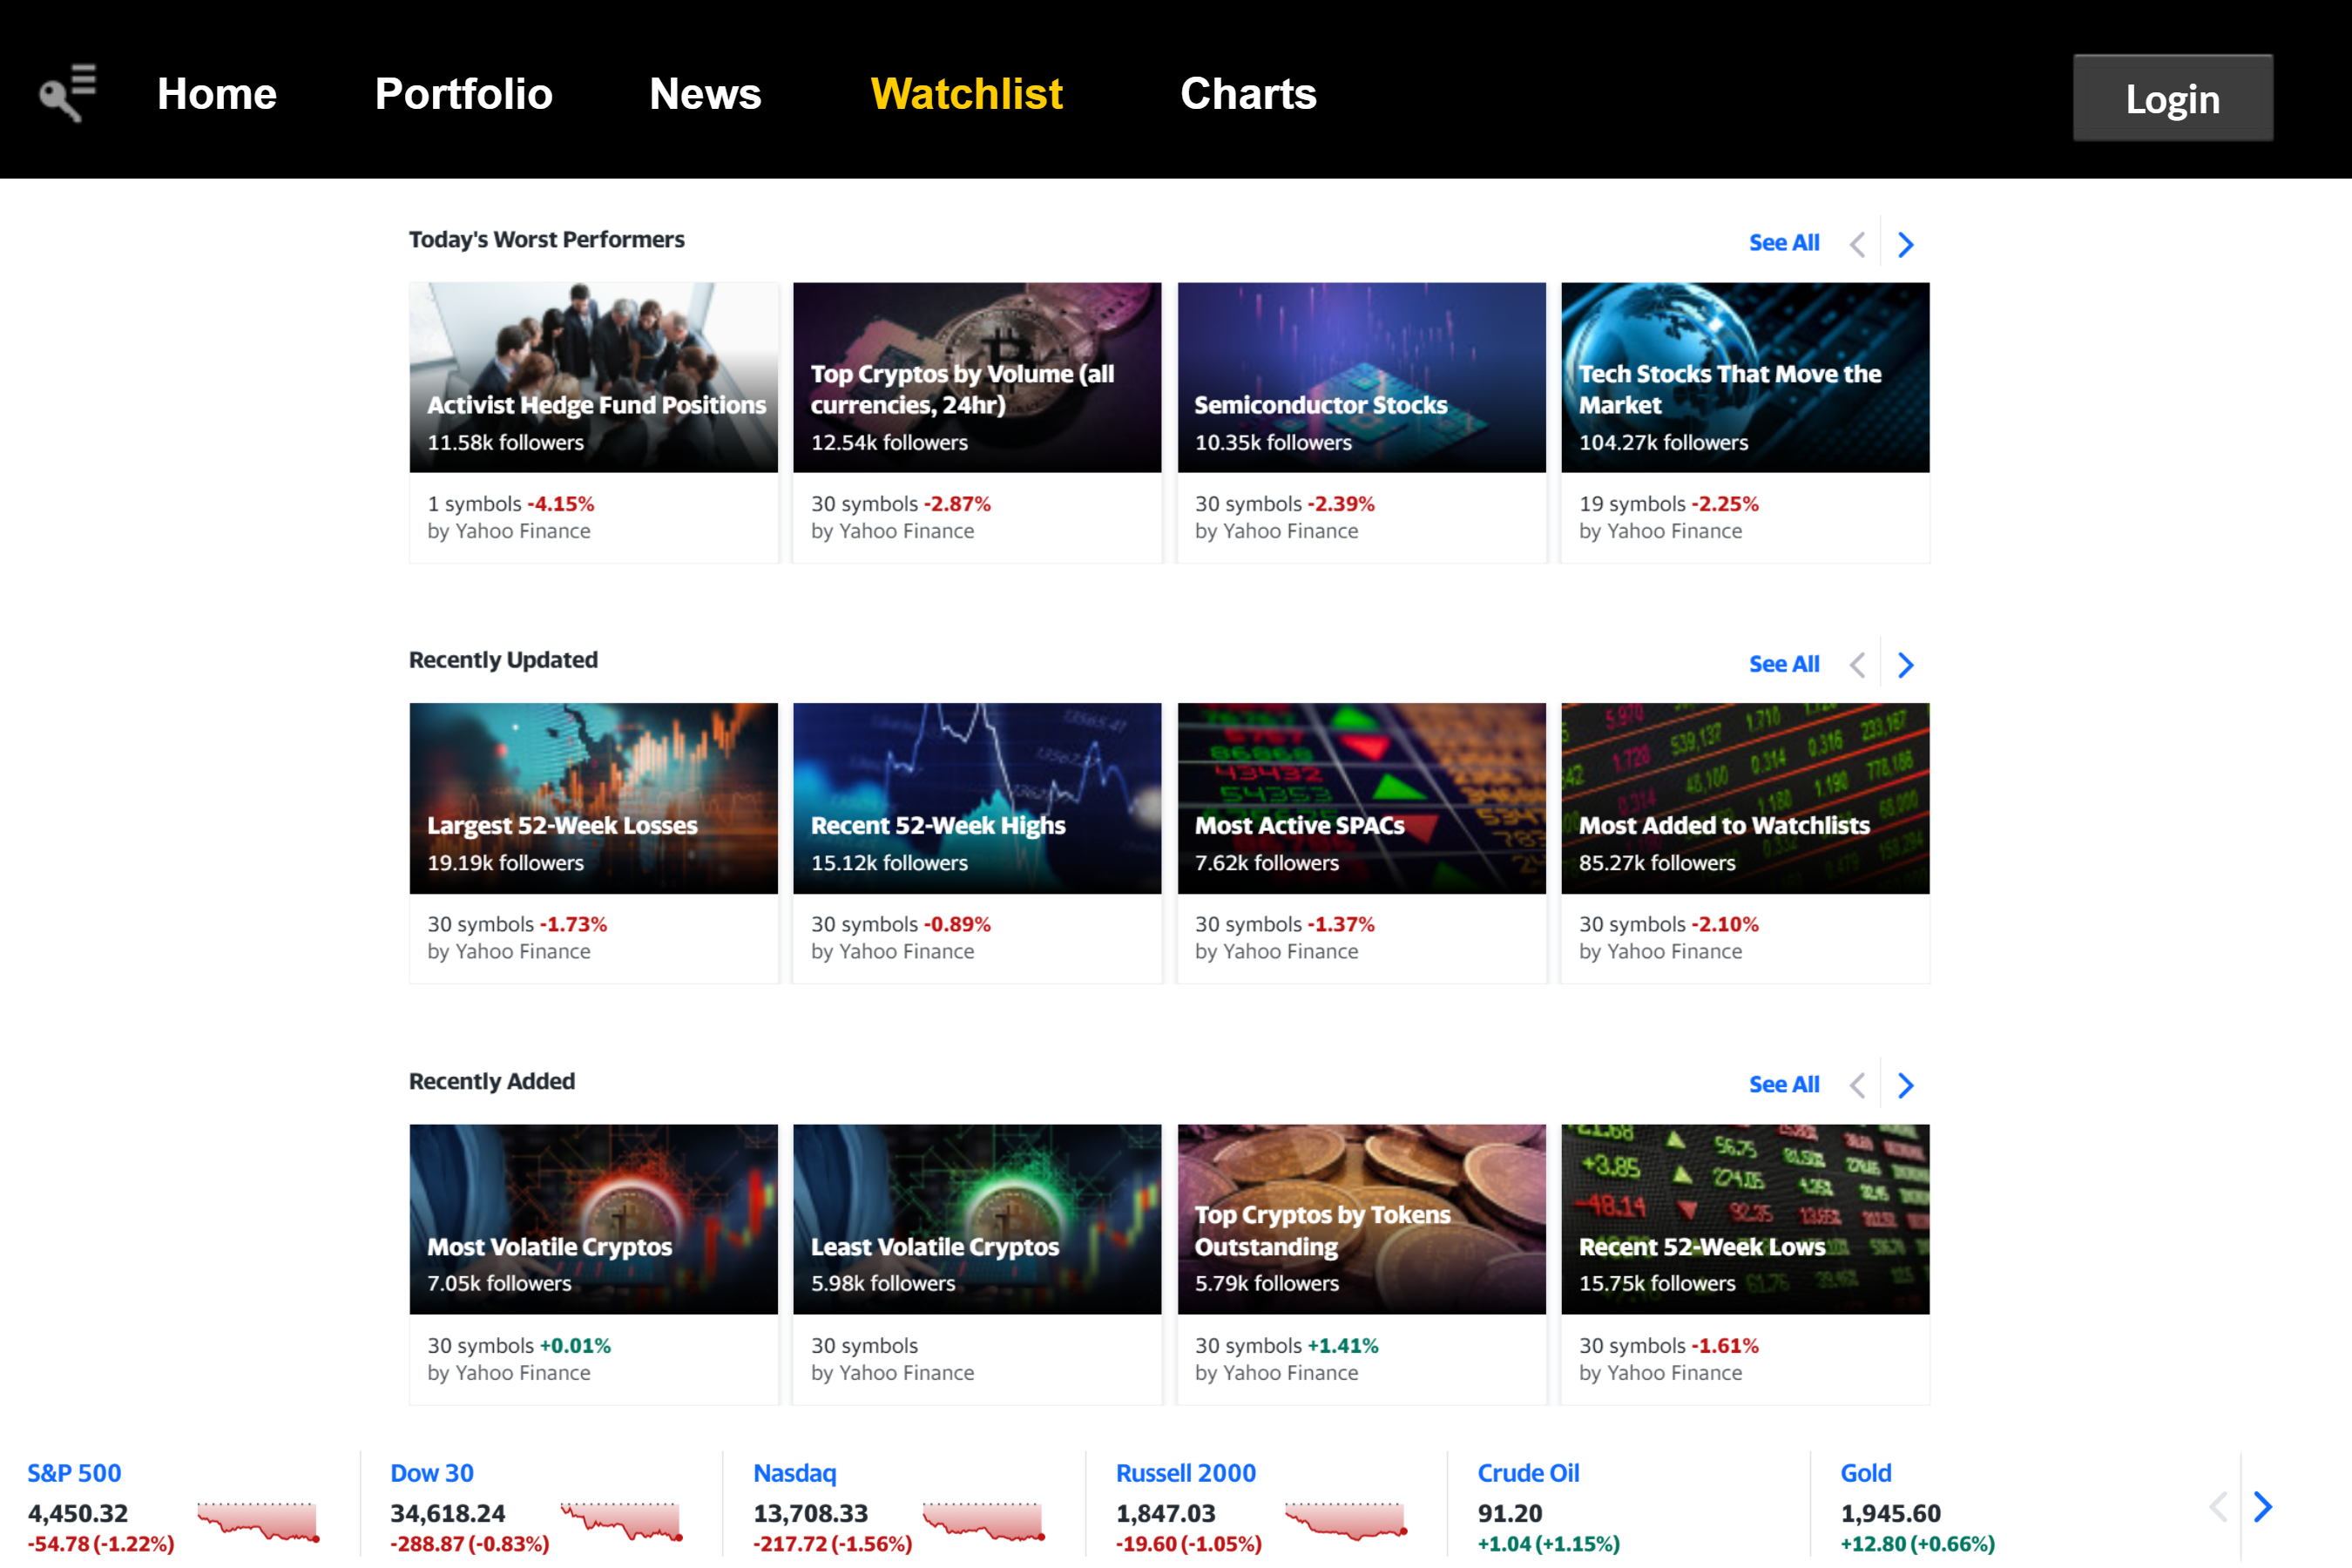 Home Portfolio News Watchlist Charts Login
Today's Worst Performers See All
Activist Hedge Fund Positions
11.58k followers
1 symbols -4.15%
by Yahoo Finance
Top Cryptos by Volume (all
currencies, 24hr)
12.54k followers
30 symbols -2.87%
by Yahoo Finance
Semiconductor Stocks
10.35k followers
30 symbols -2.39%
by Yahoo Finance
Tech Stocks That Move the
Market
104.27k followers
19 symbols -2.25%
by Yahoo Finance
Recently Updated See All
Largest 52-Week Losses
19.19k followers
30 symbols -1.73%
by Yahoo Finance
Recent 52-Week Highs
15.12k followers
30 symbols -0.89%
by Yahoo Finance
Most Active SPACs
7.62k followers
30 symbols -1.37%
by Yahoo Finance
Most Added to Watchlists
85.27k followers
30 symbols -2.10%
by Yahoo Finance
Recently Added See All
Most Volatile Cryptos
7.05k followers
30 symbols +0.01%
by Yahoo Finance
Least Volatile Cryptos
5.98k followers
30 symbols
by Yahoo Finance
Top Cryptos by Tokens
Outstanding
5.79k followers
30 symbols +1.41%
by Yahoo Finance
Recent 52-Week Lows
15.75k followers
30 symbols -1.61%
by Yahoo Finance
S&P 500
4,450.32
-54.78 (-1.22%)
Dow 30
34,618.24
-288.87 (-0.83%)
Nasdaq
13,708.33
-217.72 (-1.56%)
Russell 2000
1,847.03
-19.60 (-1.05%)
Crude Oil
91.20
+1.04 (+1.15%)
Gold
1,945.60
+12.80 (+0.66%)